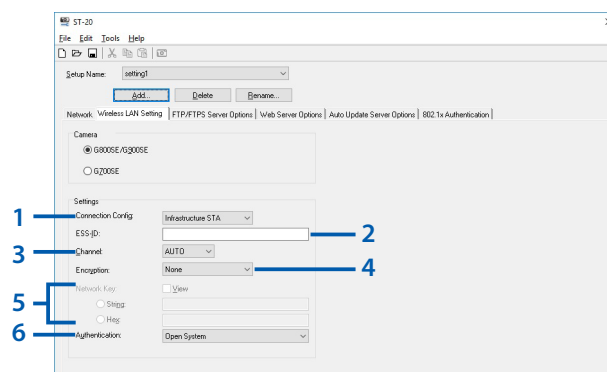 ST-20
File Edit Tools Help
Setup Name: setting1
Add... Delete Rename...
Network Wireless LAN Setting FTP/FTPS Server Options Web Server Options Auto Update Server Options 802.1x Authentication
Camera
G800SE/G900SE
G700SE
Settings
1 Connection Config: Infrastructure STA
ESS-ID: 2
3 Channel: AUTO
Encryption: None 4
5 Network Key: View
String:
Hex:
6 Authentication: Open System